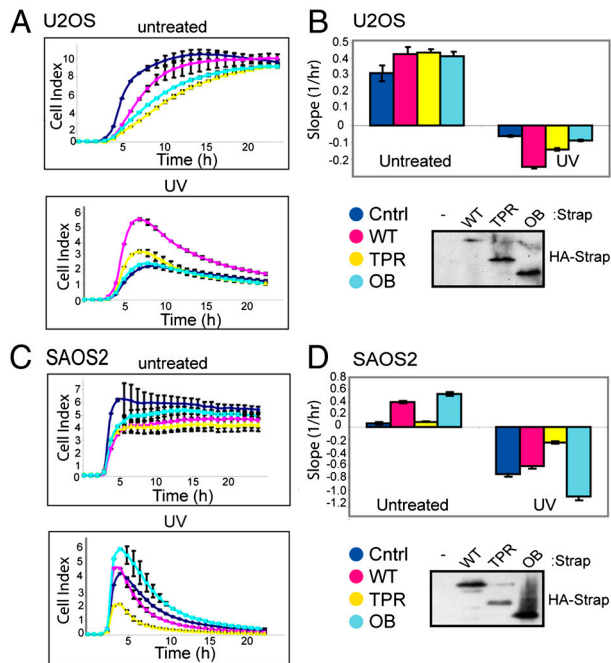 A U2OS
untreated
Cell Index
10
8
6
4
2
0
5 10 15 20
Time (h)
UV
Cell Index
6
5
4
3
2
1
0
5 10 15 20
Time (h)
B U2OS
Slope (1/hr)
0.5
0.4
0.3
0.2
0.1
0
-0.1
-0.2
Untreated UV
Cntrl
WT
TPR
OB
- WT TPR OB :Strap
HA-Strap
C SAOS2
untreated
Cell Index
7
6
5
4
3
2
1
0
5 10 15 20
Time (h)
UV
Cell Index
6
5
4
3
2
1
0
5 10 15 20
Time (h)
D SAOS2
Slope (1/hr)
0.8
0.6
0.4
0.2
0
-0.2
-0.4
-0.6
-0.8
-1.0
-1.2
Untreated UV
Cntrl
WT
TPR
OB
- WT TPR OB :Strap
HA-Strap